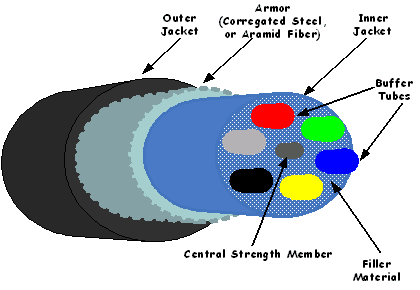 Outer
Jacket
Armor
(Corregated Steel,
or Aramid Fiber)
Inner
Jacket
Buffer
Tubes
Central Strength Member
Filler
Material